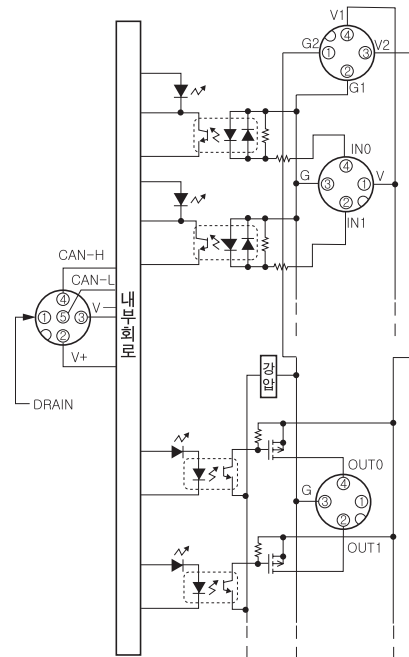 V1
④
G2
①
③
V2
②
G1
IN0
④
G
③
①
V
②
IN1
CAN-H
CAN-L
④
①
⑤
③
V−
②
V+
DRAIN
내부회로
강압
OUT0
④
G
③
①
②
OUT1